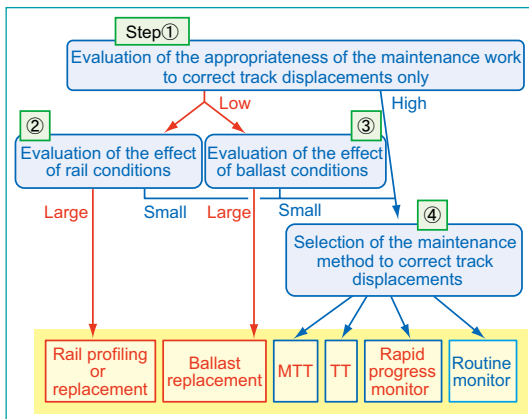 Step①
Evaluation of the appropriateness of the maintenance work
to correct track displacements only
Low
High
②
③
Evaluation of the effect
of rail conditions
Evaluation of the effect
of ballast conditions
Large
Small
Large
Small
④
Selection of the maintenance
method to correct track
displacements
Rail profiling
or
replacement
Ballast
replacement
MTT
TT
Rapid
progress
monitor
Routine
monitor